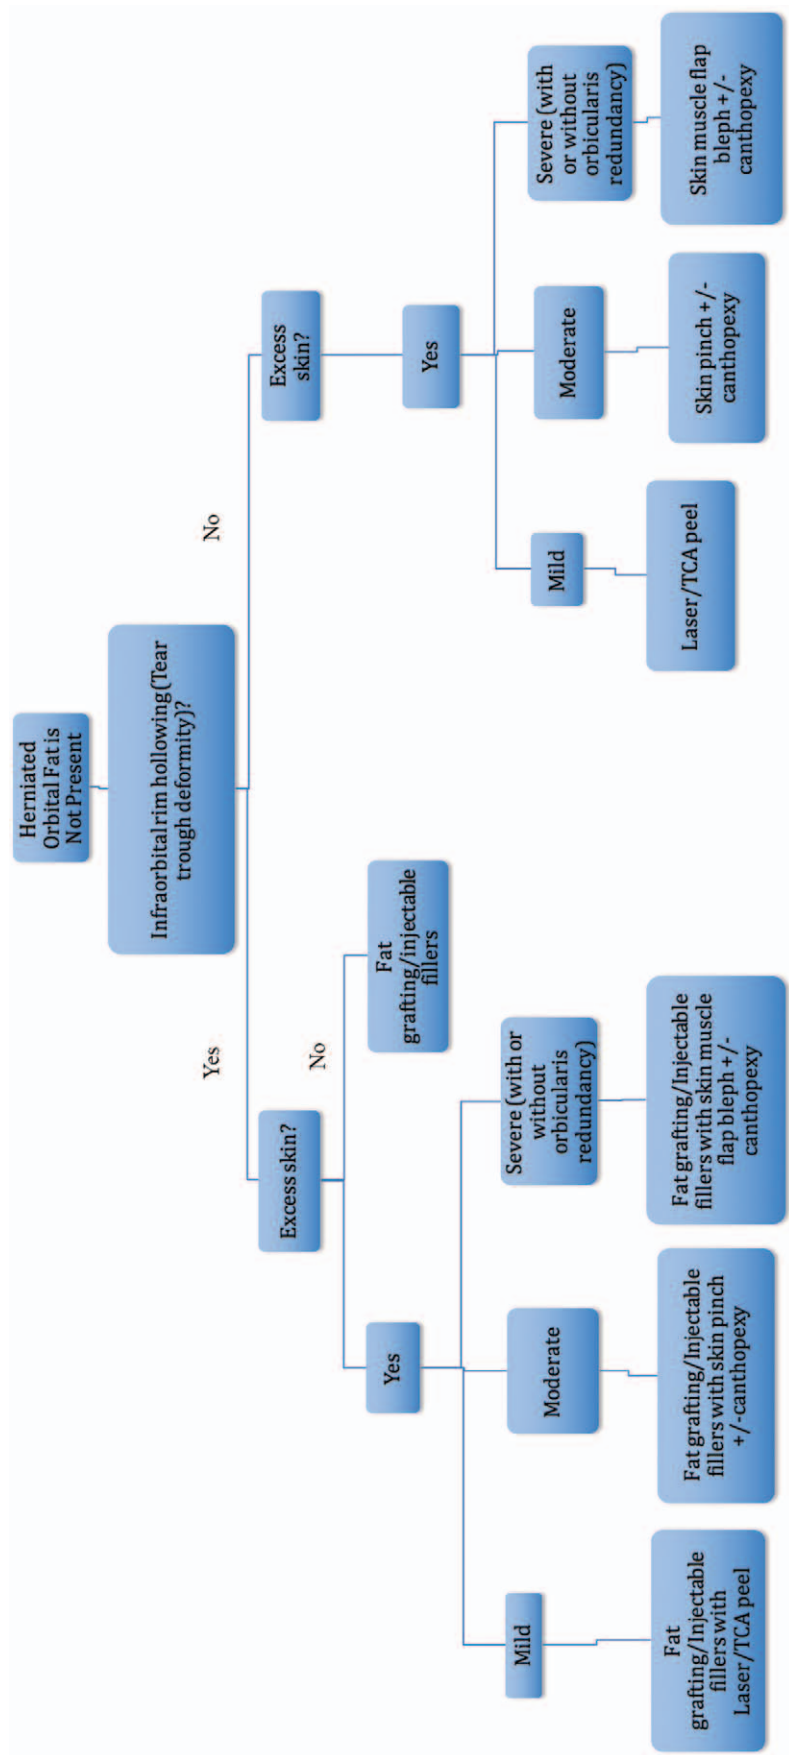 Herniated
Orbital Fat is
Not Present
Infraorbital rim hollowing (Tear
trough deformity)?
Yes
No
Excess skin?
Excess
skin?
No
Yes
Fat
grafting/injectable
fillers
Yes
Mild
Moderate
Severe (with or
without
orbicularis
redundancy)
Mild
Moderate
Severe (with
or without
orbicularis
redundancy)
Fat
grafting/Injectable
fillers with
Laser/TCA peel
Fat grafting/Injectable
fillers with skin pinch
+/-canthopexy
Fat grafting/Injectable
fillers with skin muscle
flap bleph +/-
canthopexy
Laser/TCA peel
Skin pinch +/-
canthopexy
Skin muscle flap
bleph +/-
canthopexy